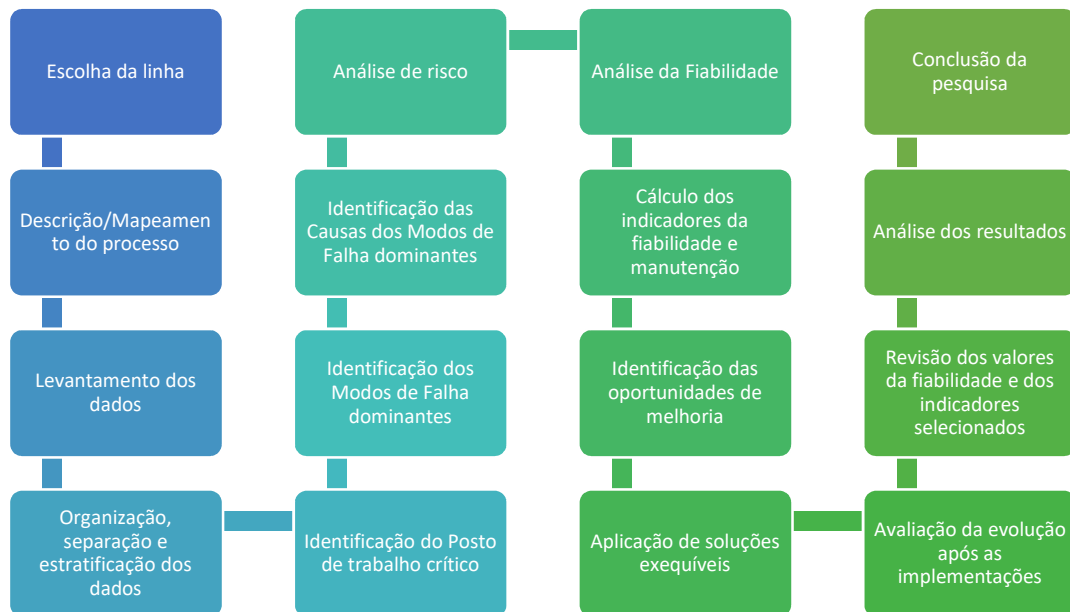 Escolha da linha
Descrição/Mapeamen
to do processo
Levantamento dos
dados
Organização,
separação e
estratificação dos
dados
Identificação do Posto
de trabalho crítico
Identificação dos
Modos de Falha
dominantes
Identificação das
Causas dos Modos de
Falha dominantes
Análise de risco
Análise da Fiabilidade
Cálculo dos
indicadores da
fiabilidade e
manutenção
Identificação das
oportunidades de
melhoria
Aplicação de soluções
exequíveis
Avaliação da evolução
após as
implementações
Revisão dos valores
da fiabilidade e dos
indicadores
selecionados
Análise dos resultados
Conclusão da
pesquisa